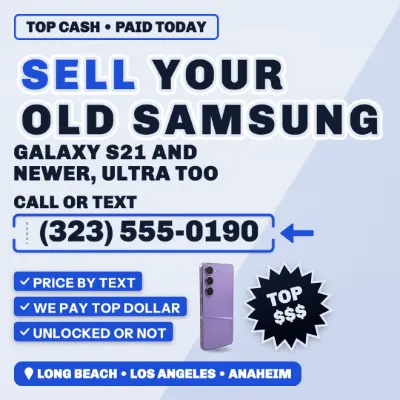 TOP CASH • PAID TODAY
SELL YOUR
OLD SAMSUNG
GALAXY S21 AND
NEWER, ULTRA TOO
CALL OR TEXT
(323) 555-0190
PRICE BY TEXT
WE PAY TOP DOLLAR
UNLOCKED OR NOT
TOP
$$$
LONG BEACH • LOS ANGELES • ANAHEIM